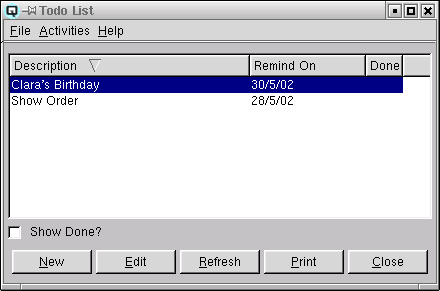 Todo List
File Activities Help
Description Remind On Done
Clara's Birthday 30/5/02
Show Order 28/5/02
Show Done?
New Edit Refresh Print Close